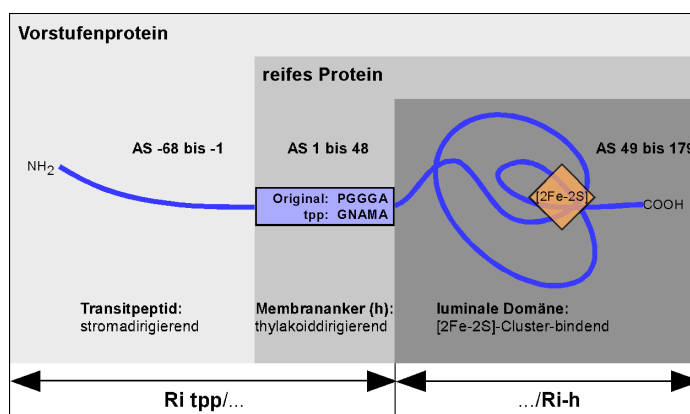 Vorstufenprotein
reifes Protein
AS -68 bis -1
AS 1 bis 48
AS 49 bis 179
NH2
Original: PGGGA
tpp: GNAMA
[2Fe-2S]
COOH
Transitpeptid:
stromadirigierend
Membrananker (h):
thylakoiddirigierend
luminale Domäne:
[2Fe-2S]-Cluster-bindend
Ri tpp/...
.../Ri-h